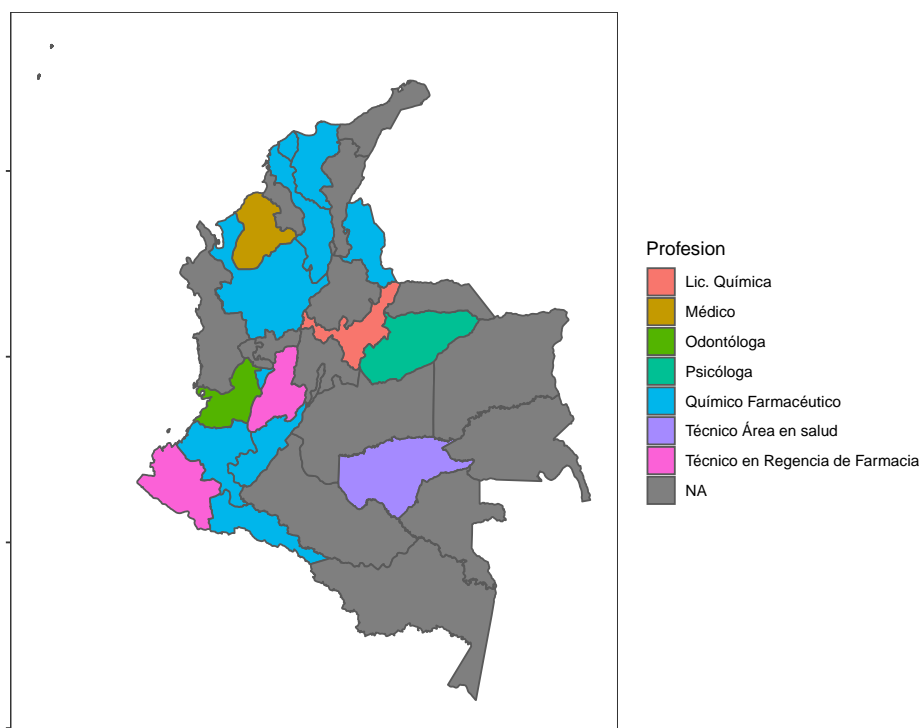 Profesion
Lic. Química
Médico
Odontóloga
Psicóloga
Químico Farmacéutico
Técnico Área en salud
Técnico en Regencia de Farmacia
NA